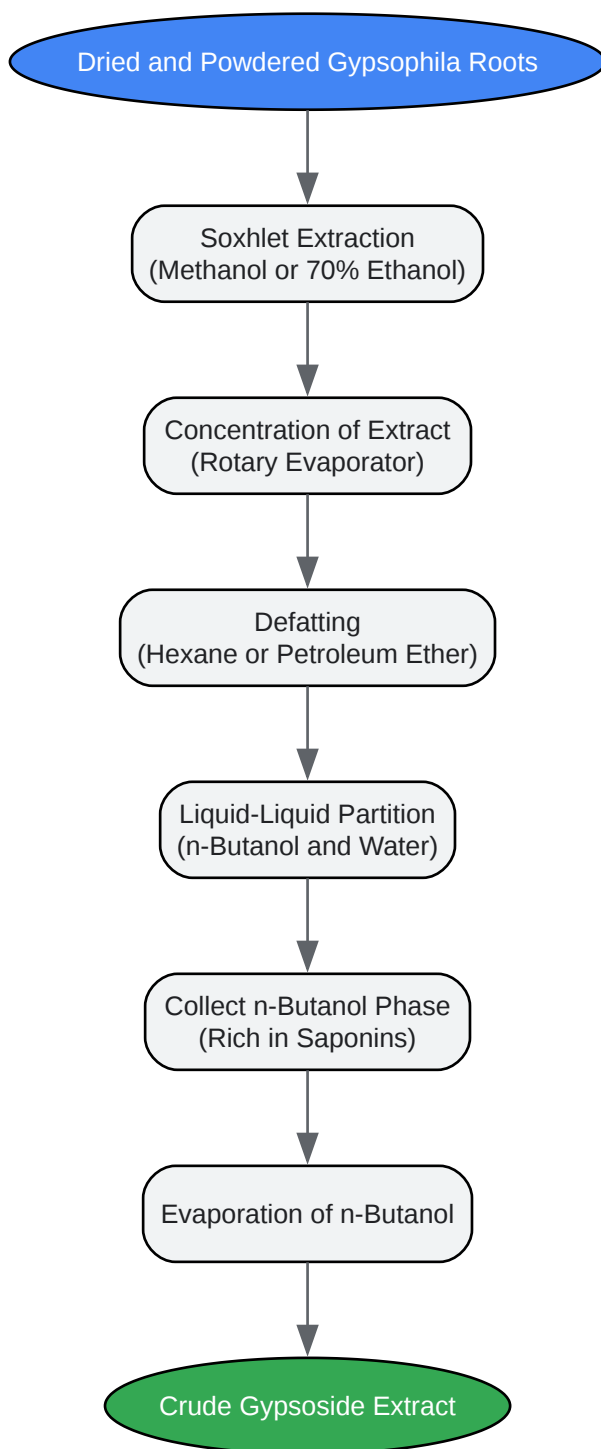 Dried and Powdered Gypsophila Roots
Soxhlet Extraction
(Methanol or 70% Ethanol)
Concentration of Extract
(Rotary Evaporator)
Defatting
(Hexane or Petroleum Ether)
Liquid-Liquid Partition
(n-Butanol and Water)
Collect n-Butanol Phase
(Rich in Saponins)
Evaporation of n-Butanol
Crude Gypsoside Extract